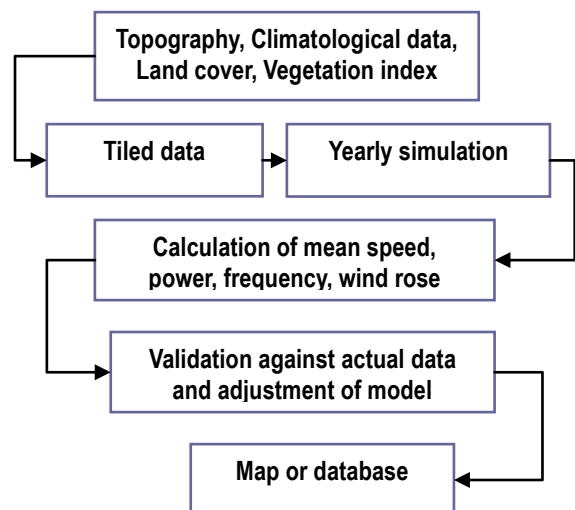 Topography, Climatological data,
Land cover, Vegetation index
Tiled data
Yearly simulation
Calculation of mean speed,
power, frequency, wind rose
Validation against actual data
and adjustment of model
Map or database